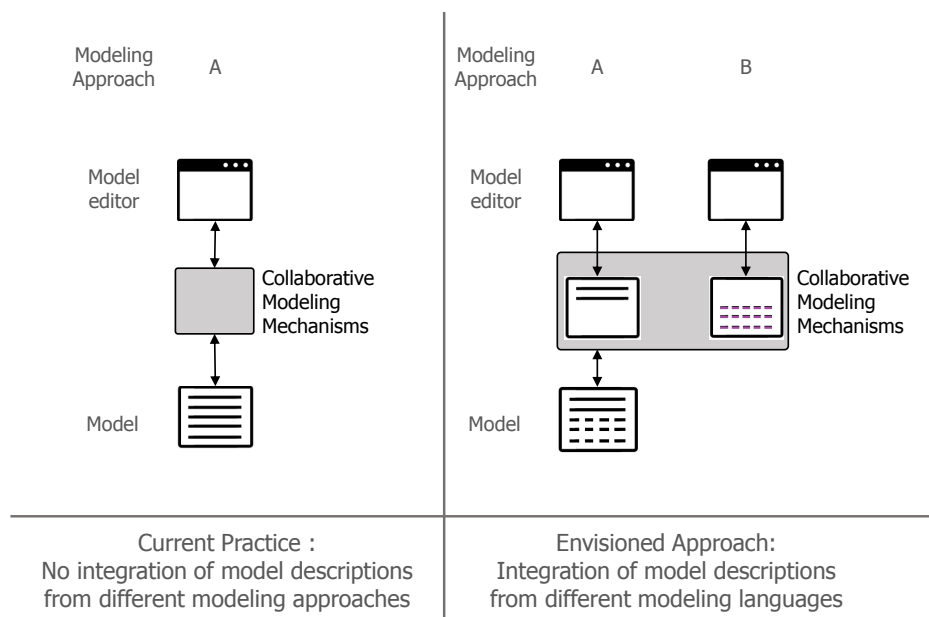 Modeling
Approach
A
Model
editor
Collaborative
Modeling
Mechanisms
Model
Current Practice :
No integration of model descriptions
from different modeling approaches
Modeling
Approach
A
B
Model
editor
Collaborative
Modeling
Mechanisms
Model
Envisioned Approach:
Integration of model descriptions
from different modeling languages